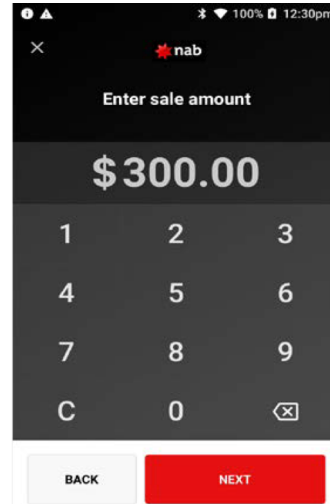 100% 12:30pm
nab
Enter sale amount
$300.00
1 2 3
4 5 6
7 8 9
C 0
BACK NEXT